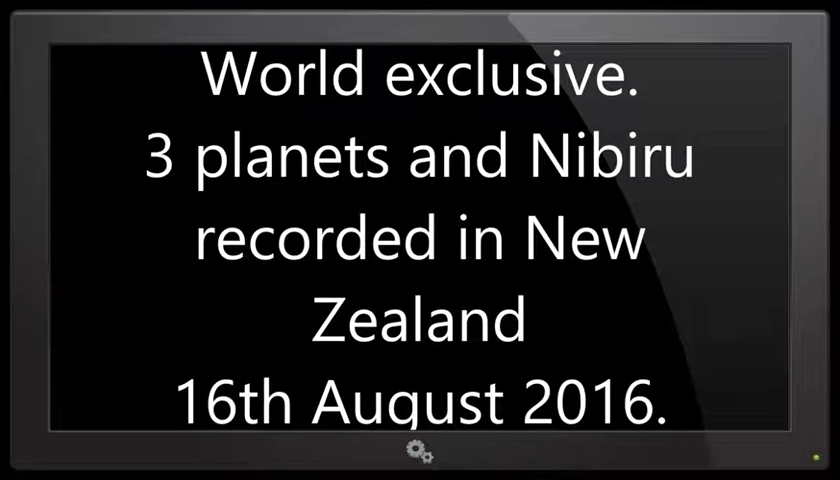 World exclusive.
3 planets and Nibiru
recorded in New
Zealand
16th August 2016.